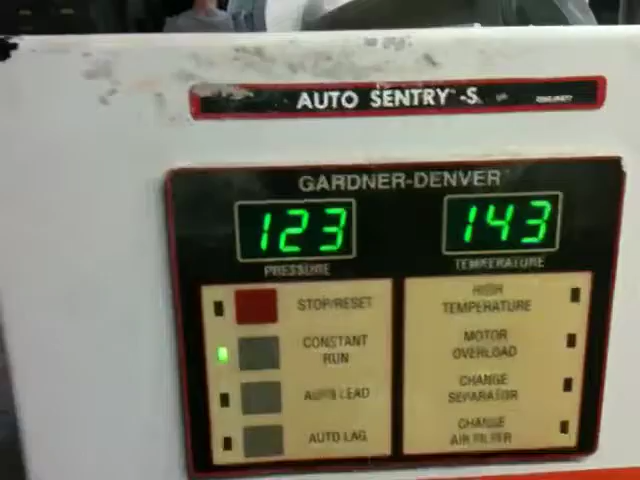 AUTO SENTRY-S
GARDNER-DENVER
123
143
PRESSURE
TEMPERATURE
STOP/RESET
CONSTANT
RUN
AUTO LEAD
AUTO LAG
HIGH
TEMPERATURE
MOTOR
OVERLOAD
CHANGE
SEPARATOR
CHANGE
AIR FILTER